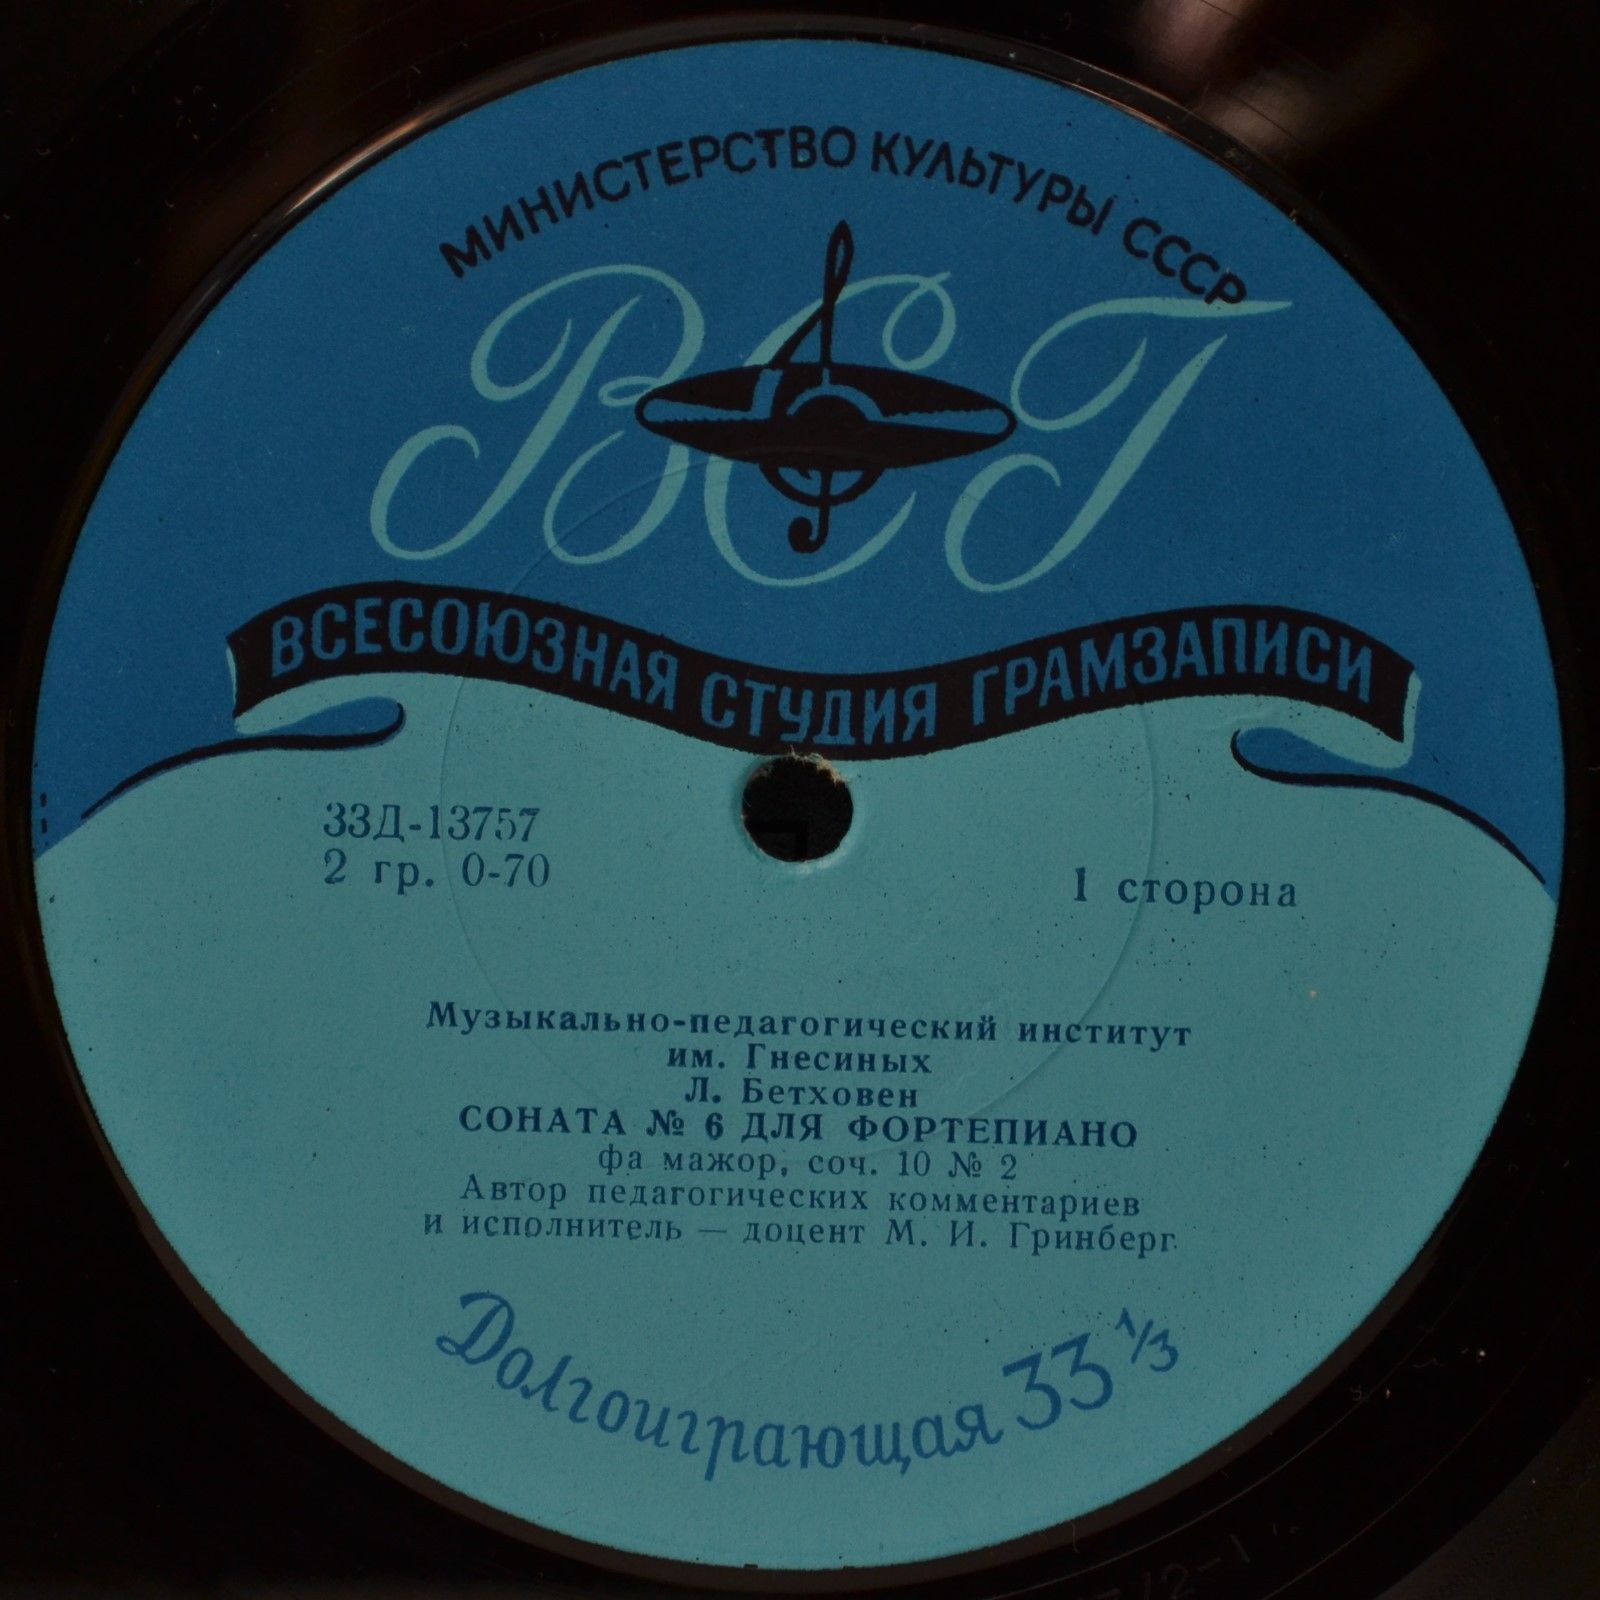 МИНИСТЕРСТВО КУЛЬТУРЫ СССР
ВСГ
ВСЕСОЮЗНАЯ СТУДИЯ ГРАМЗАПИСИ
33Д-13757
2 гр. 0-70
1 сторона
Музыкально-педагогический институт
им. Гнесиных
Л. Бетховен
СОНАТА № 6 ДЛЯ ФОРТЕПИАНО
фа мажор, соч. 10 № 2
Автор педагогических комментариев
и исполнитель — доцент М. И. Гринберг
Долгоиграющая 33 1/3